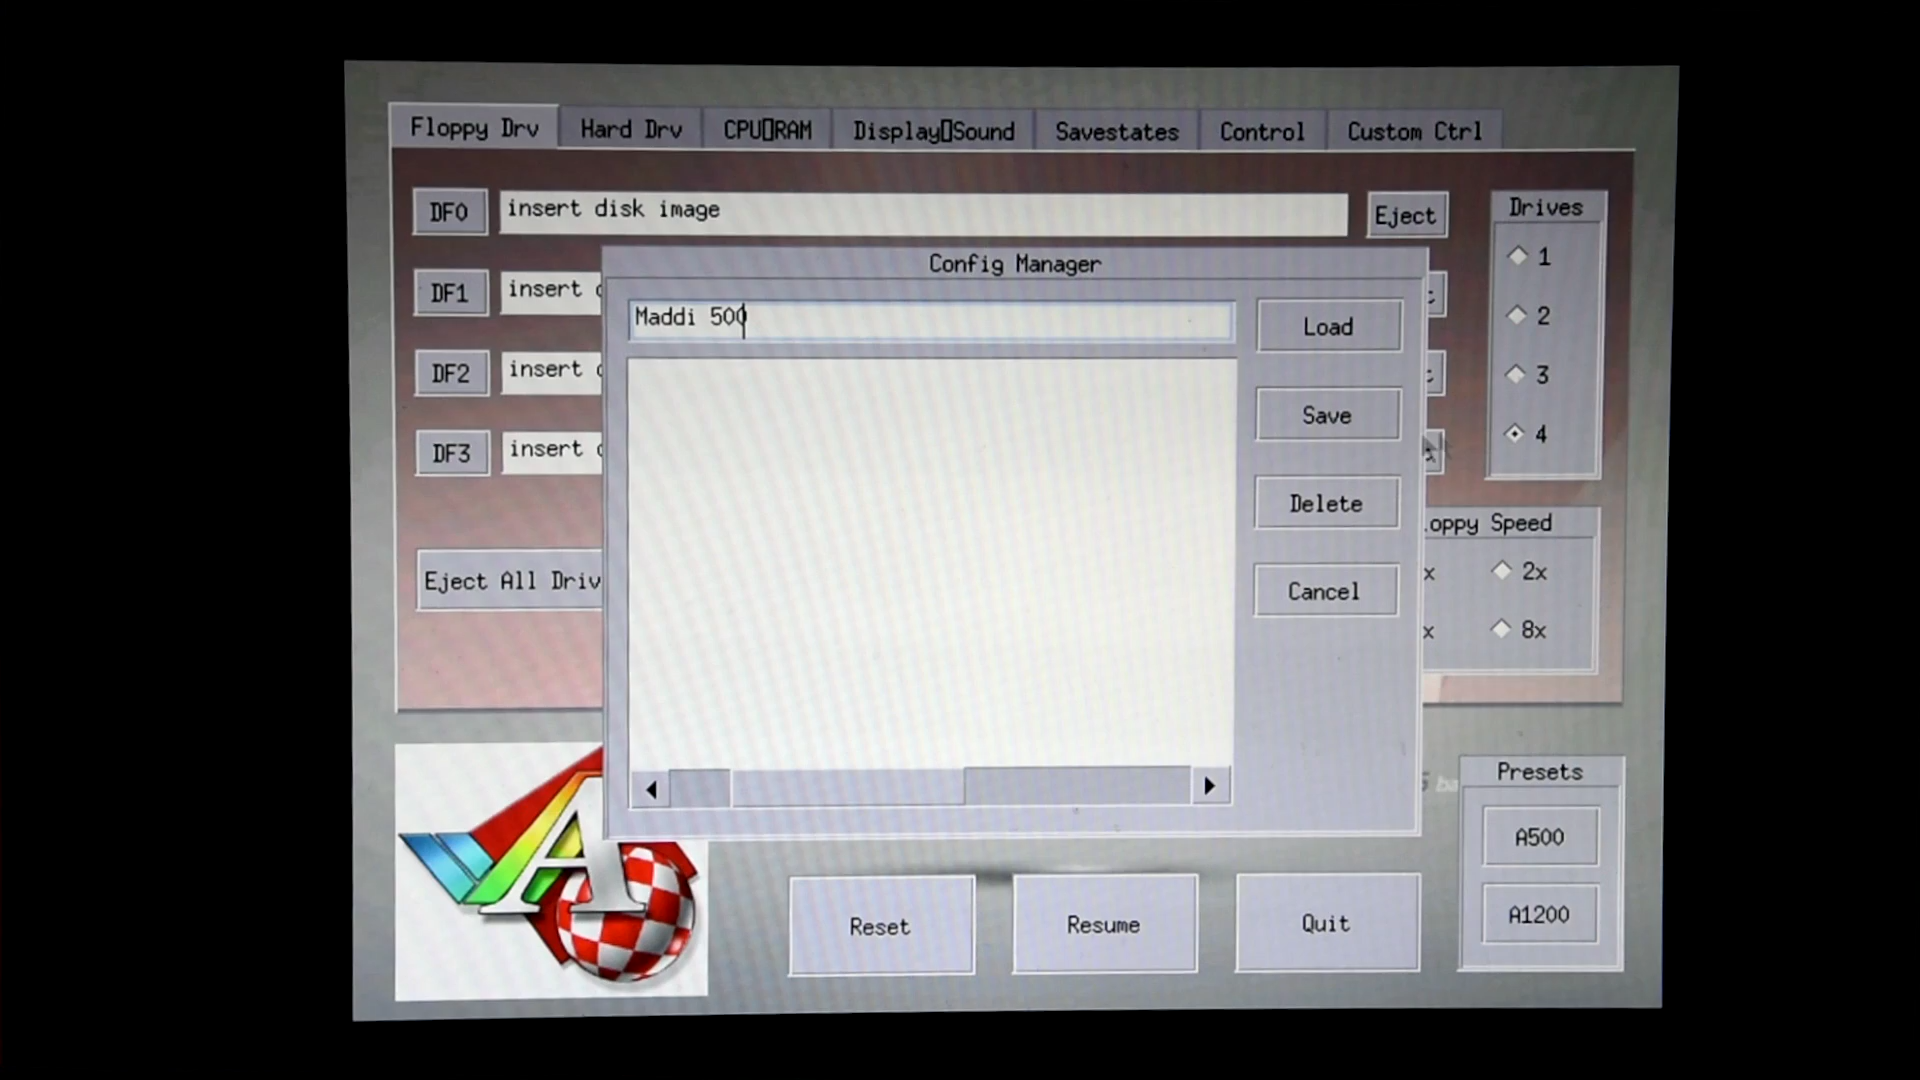 Floppy Drv Hard Drv CPU▯RAM Display▯Sound Savestates Control Custom Ctrl
DF0 insert disk image Eject
Drives
1
2
3
4
DF1 insert
DF2 insert
DF3 insert
Eject All Driv
Config Manager
Maddi 500
Load
Save
Delete
Cancel
oppy Speed
x 2x
x 8x
Reset Resume Quit
Presets
A500
A1200